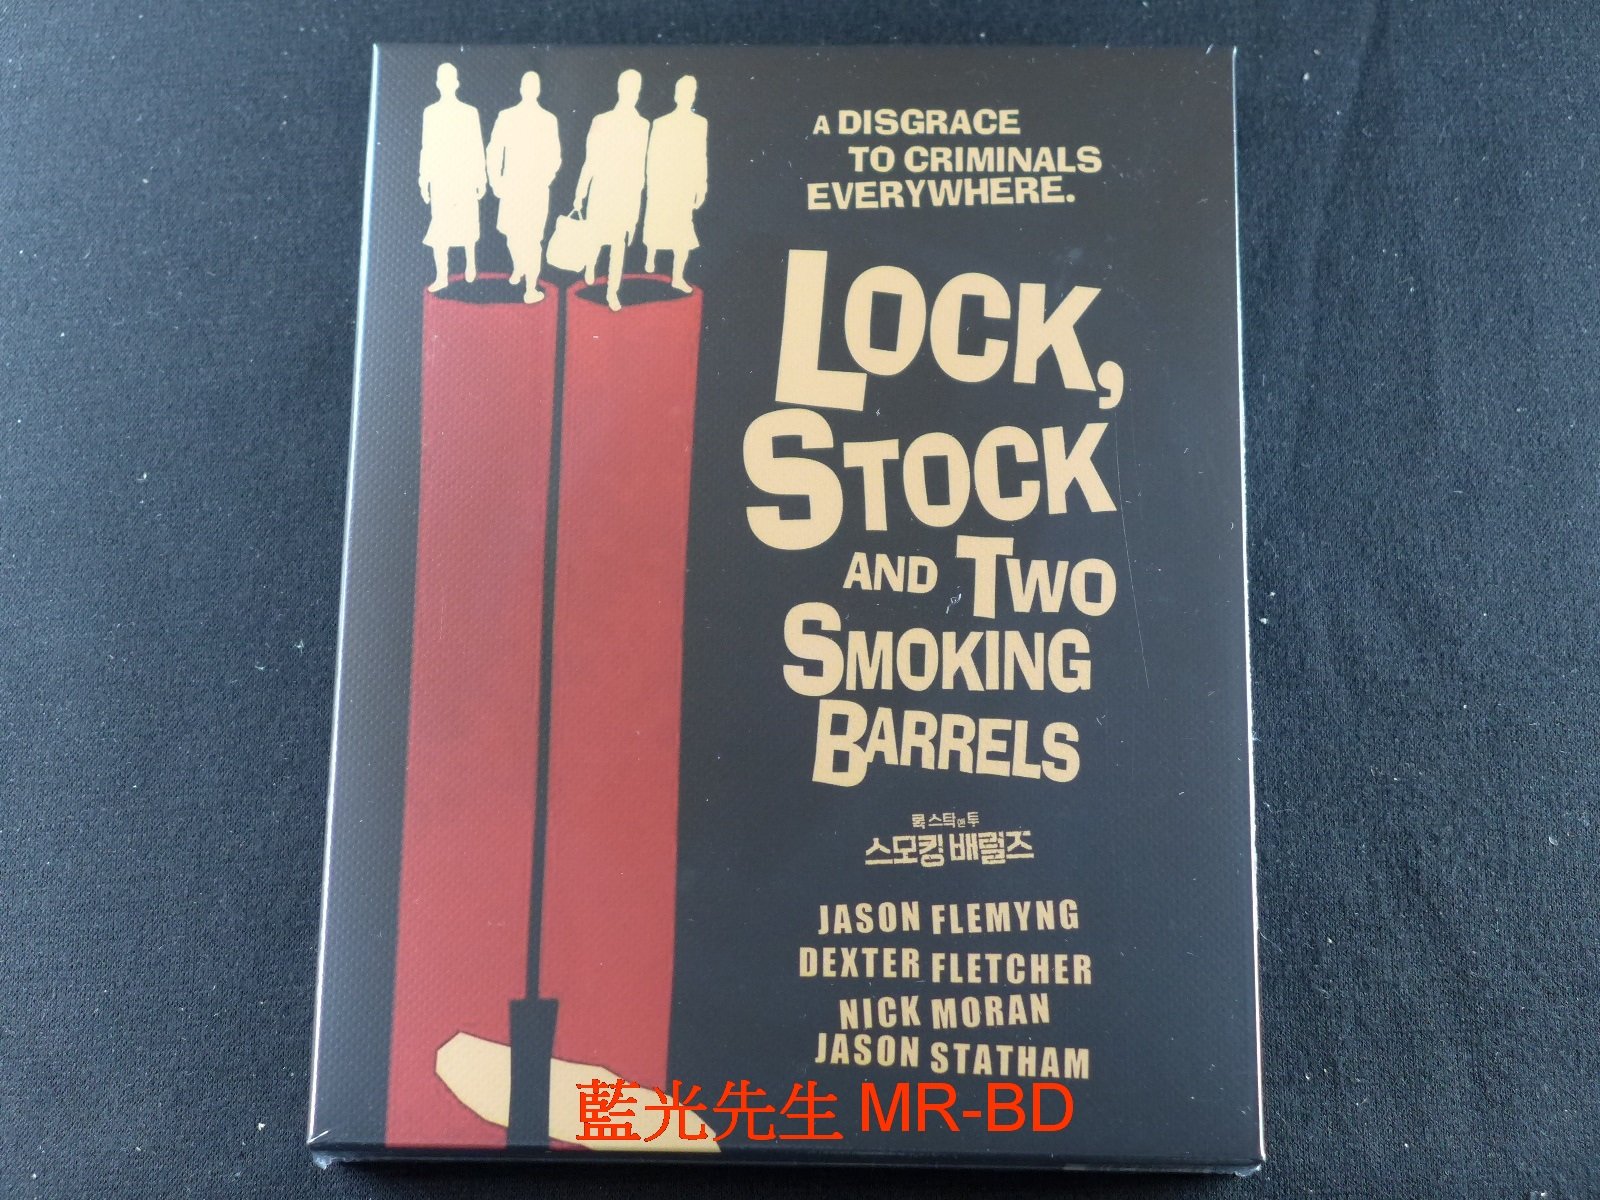 A DISGRACE
TO CRIMINALS
EVERYWHERE.
LOCK,
STOCK
AND TWO
SMOKING
BARRELS
록 스탁 앤 투
스모킹 배럴즈
JASON FLEMYNG
DEXTER FLETCHER
NICK MORAN
JASON STATHAM
藍光先生 MR-BD